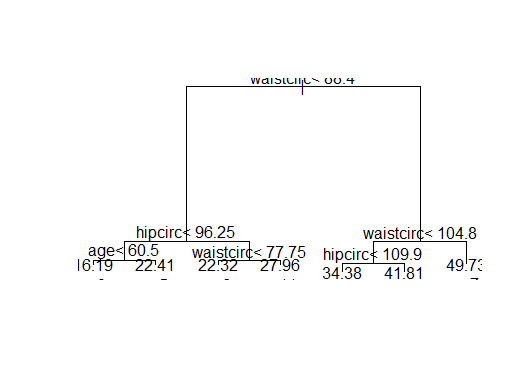 waistcirc< 88.4
hipcirc< 96.25
waistcirc< 104.8
age< 60.5
waistcirc< 77.75
hipcirc< 109.9
16.19 22.41 22.32 27.96
34.38 41.81 49.73